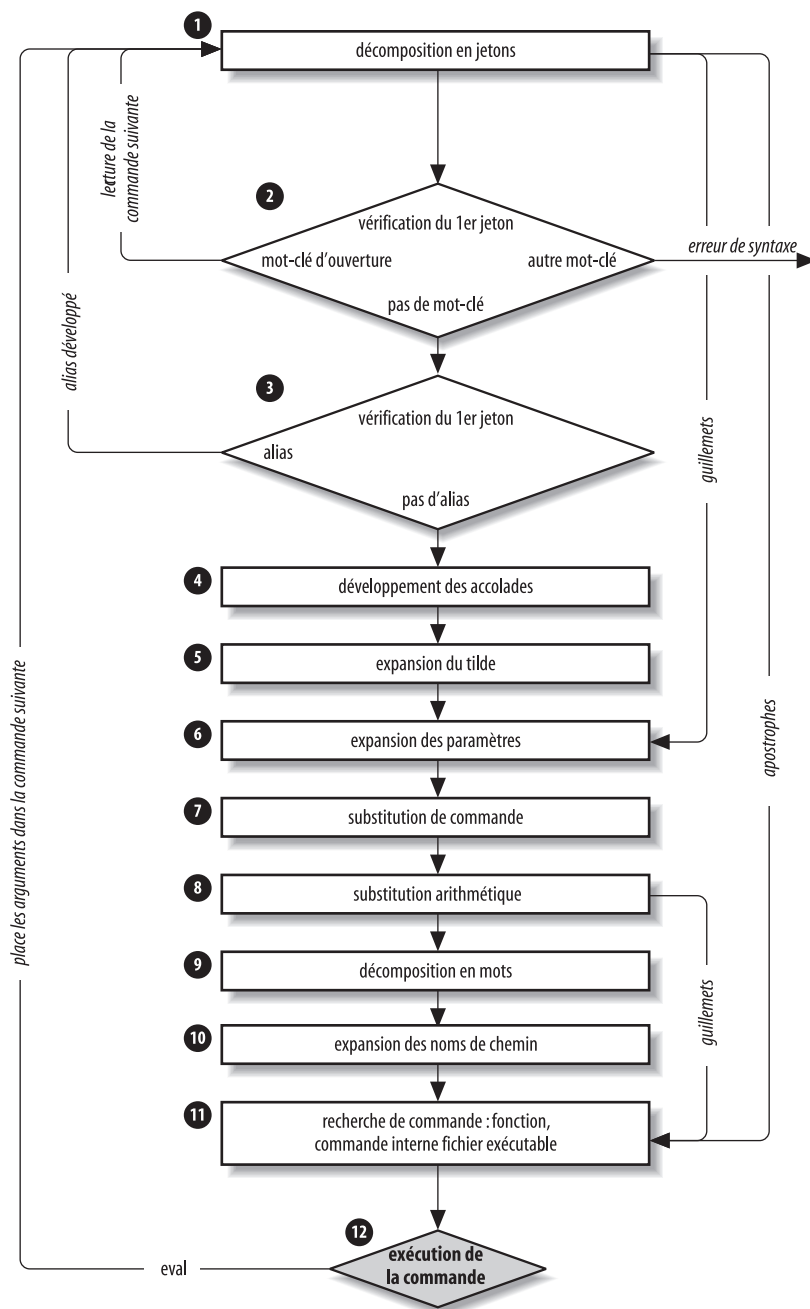 1
décomposition en jetons
lecture de la
commande suivante
2
vérification du 1er jeton
mot-clé d'ouverture
autre mot-clé
erreur de syntaxe
pas de mot-clé
alias développé
3
vérification du 1er jeton
alias
pas d'alias
guillemets
4
développement des accolades
5
expansion du tilde
place les arguments dans la commande suivante
6
expansion des paramètres
apostrophes
7
substitution de commande
8
substitution arithmétique
9
décomposition en mots
guillemets
10
expansion des noms de chemin
11
recherche de commande : fonction,
commande interne fichier exécutable
12
exécution de
la commande
eval